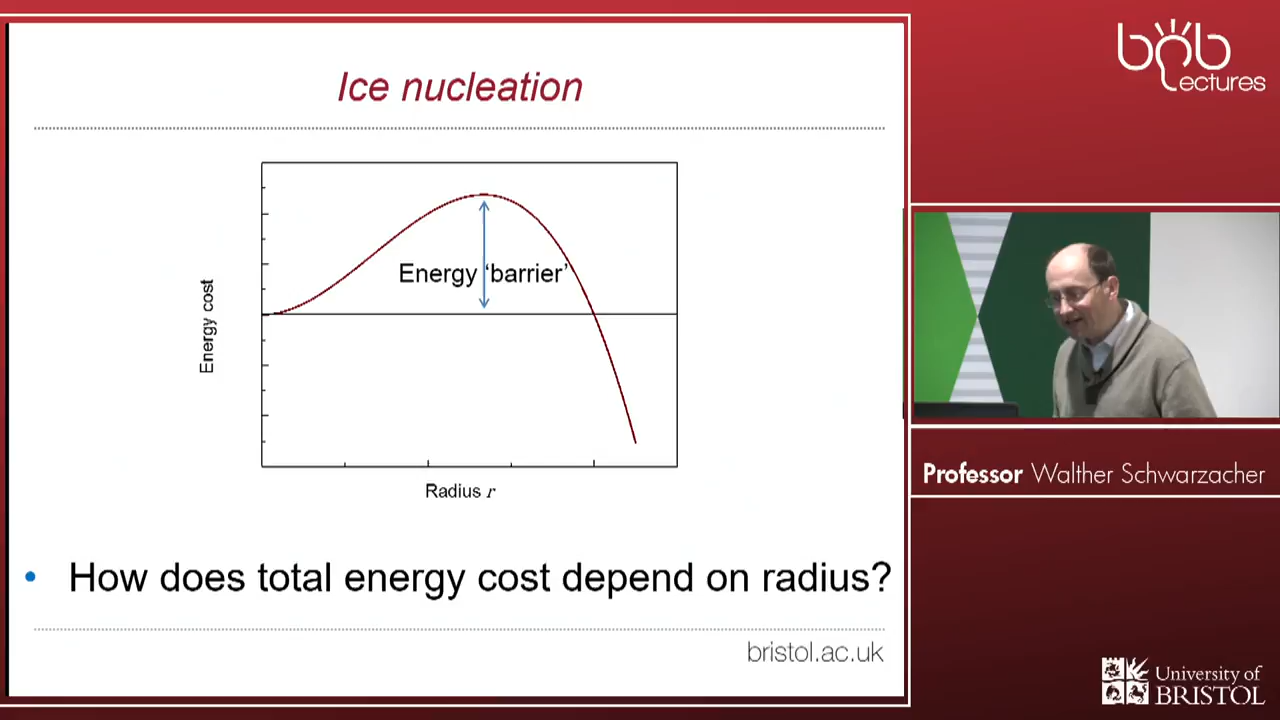 Ice nucleation
Energy cost
Energy ‘barrier’
Radius r
• How does total energy cost depend on radius?
bristol.ac.uk
bob
Lectures
Professor Walther Schwarzacher
University of
BRISTOL